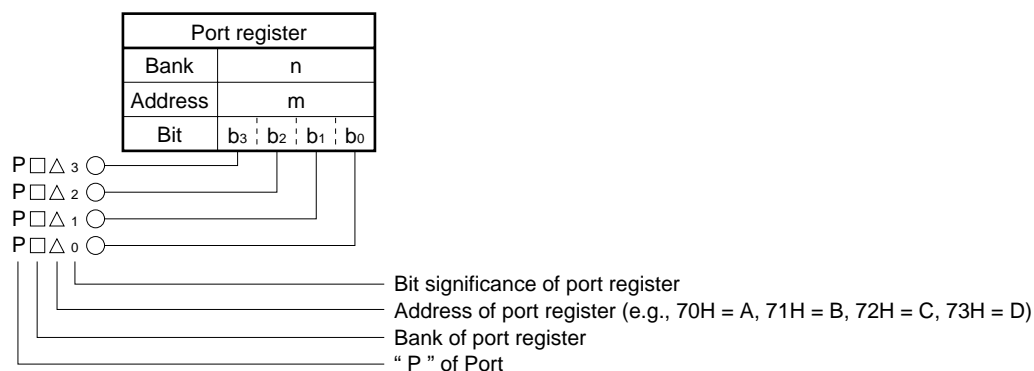 Port register
Bank n
Address m
Bit b3 b2 b1 b0
P□△3
P□△2
P□△1
P□△0
Bit significance of port register
Address of port register (e.g., 70H = A, 71H = B, 72H = C, 73H = D)
Bank of port register
“ P ” of Port